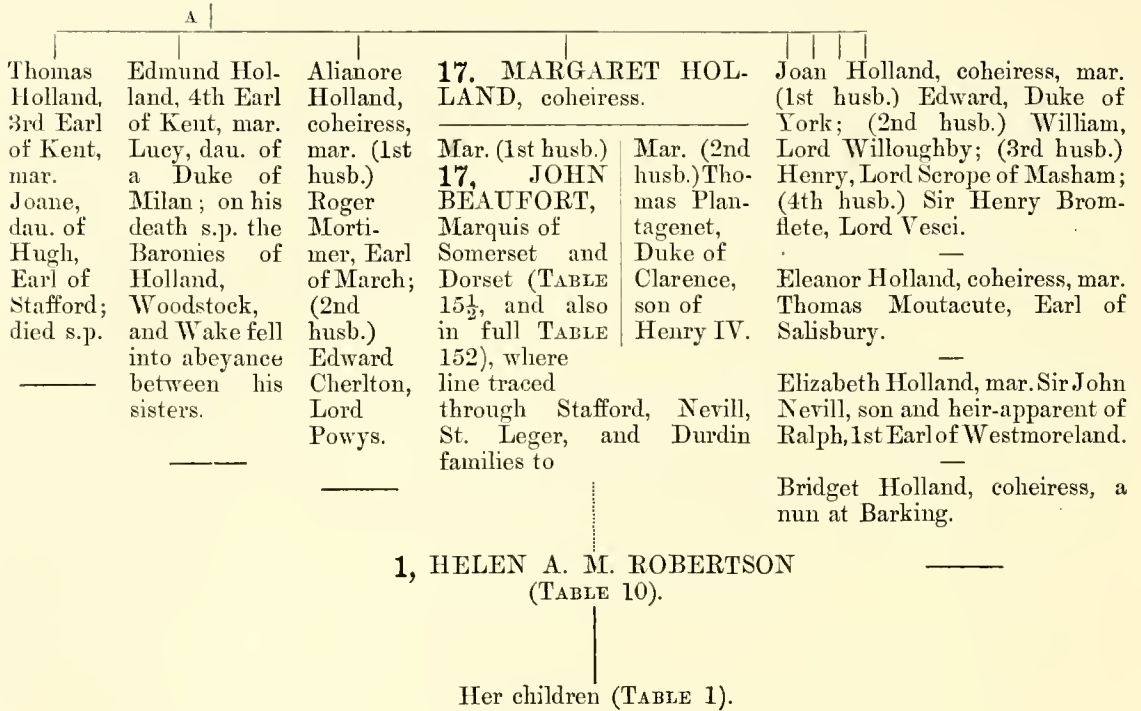 A
Thomas
Holland,
3rd Earl
of Kent,
mar.
Joane,
dau. of
Hugh,
Earl of
Stafford;
died s.p.
Edmund Hol-
land, 4th Earl
of Kent, mar.
Lucy, dau. of
a Duke of
Milan; on his
death s.p. the
Baronies of
Holland,
Woodstock,
and Wake fell
into abeyance
between his
sisters.
Alianore
Holland,
coheiress,
mar. (1st
husb.)
Roger
Morti-
mer, Earl
of March;
(2nd
husb.)
Edward
Cherlton,
Lord
Powys.
17. MARGARET HOL-
LAND, coheiress.
Mar. (1st husb.)
17, JOHN
BEAUFORT,
Marquis of
Somerset and
Dorset (TABLE
15½, and also
in full TABLE
152), where
line traced
through Stafford, Nevill,
St. Leger, and Durdin
families to
Mar. (2nd
husb.) Tho-
mas Plan-
tagenet,
Duke of
Clarence,
son of
Henry IV.
Joan Holland, coheiress, mar.
(1st husb.) Edward, Duke of
York; (2nd husb.) William,
Lord Willoughby; (3rd husb.)
Henry, Lord Scrope of Masham;
(4th husb.) Sir Henry Brom-
flete, Lord Vesci.
Eleanor Holland, coheiress, mar.
Thomas Moutacute, Earl of
Salisbury.
Elizabeth Holland, mar. Sir John
Nevill, son and heir-apparent of
Ralph, 1st Earl of Westmoreland.
Bridget Holland, coheiress, a
nun at Barking.
1, HELEN A. M. ROBERTSON
(TABLE 10).
Her children (TABLE 1).